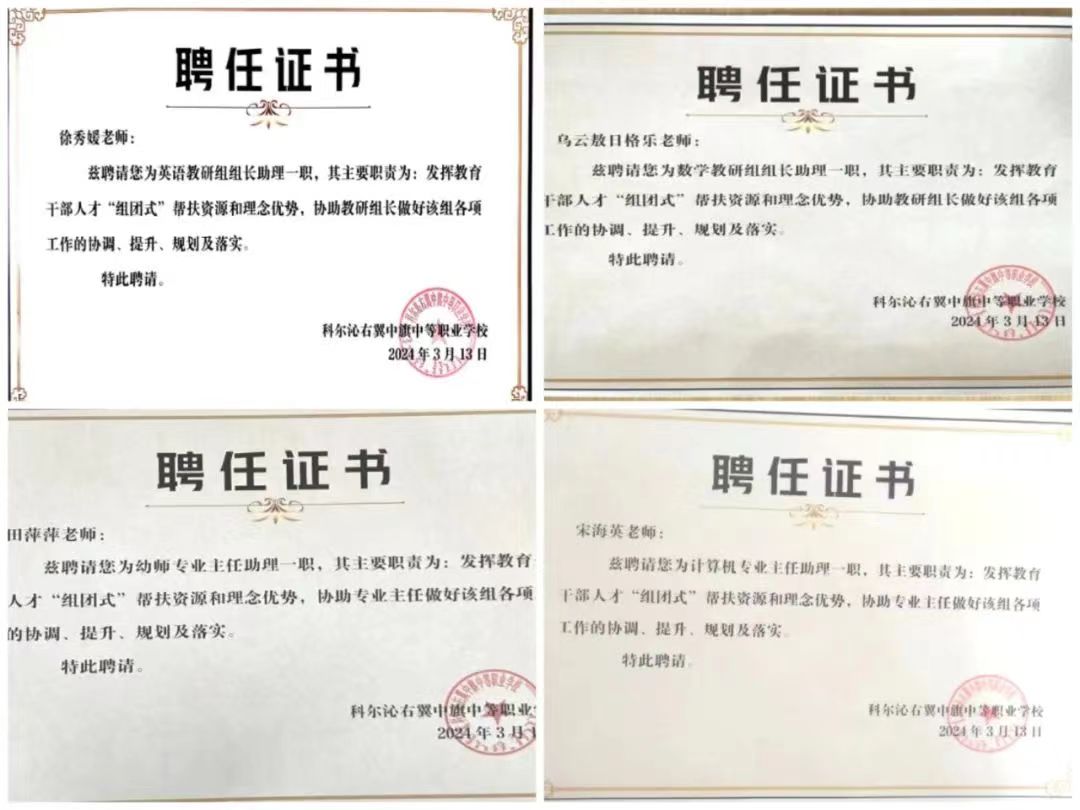 聘任证书
徐秀媛老师：
兹聘请您为英语教研组组长助理一职，其主要职责为：发挥教育
干部人才“组团式”帮扶资源和理念优势，协助教研组长做好该组各项
工作的协调、提升、规划及落实。
特此聘请。
科尔沁右翼中旗中等职业学校
2024年3月13日
聘任证书
乌云敖日格乐老师：
兹聘请您为数学教研组组长助理一职，其主要职责为：发挥教育
干部人才“组团式”帮扶资源和理念优势，协助教研组长做好该组各项
工作的协调、提升、规划及落实。
特此聘请。
科尔沁右翼中旗中等职业学校
2024年3月13日
聘任证书
田萍萍老师：
兹聘请您为幼师专业主任助理一职，其主要职责为：发挥教育
人才“组团式”帮扶资源和理念优势，协助专业主任做好该组各项
的协调、提升、规划及落实。
特此聘请。
科尔沁右翼中旗中等职业
2024年3月1
聘任证书
宋海英老师：
兹聘请您为计算机专业主任助理一职，其主要职责为：发挥教育
干部人才“组团式”帮扶资源和理念优势，协助专业主任做好该组各项
工作的协调、提升、规划及落实。
特此聘请。
科尔沁右翼中旗中等职业学校
2024年3月13日